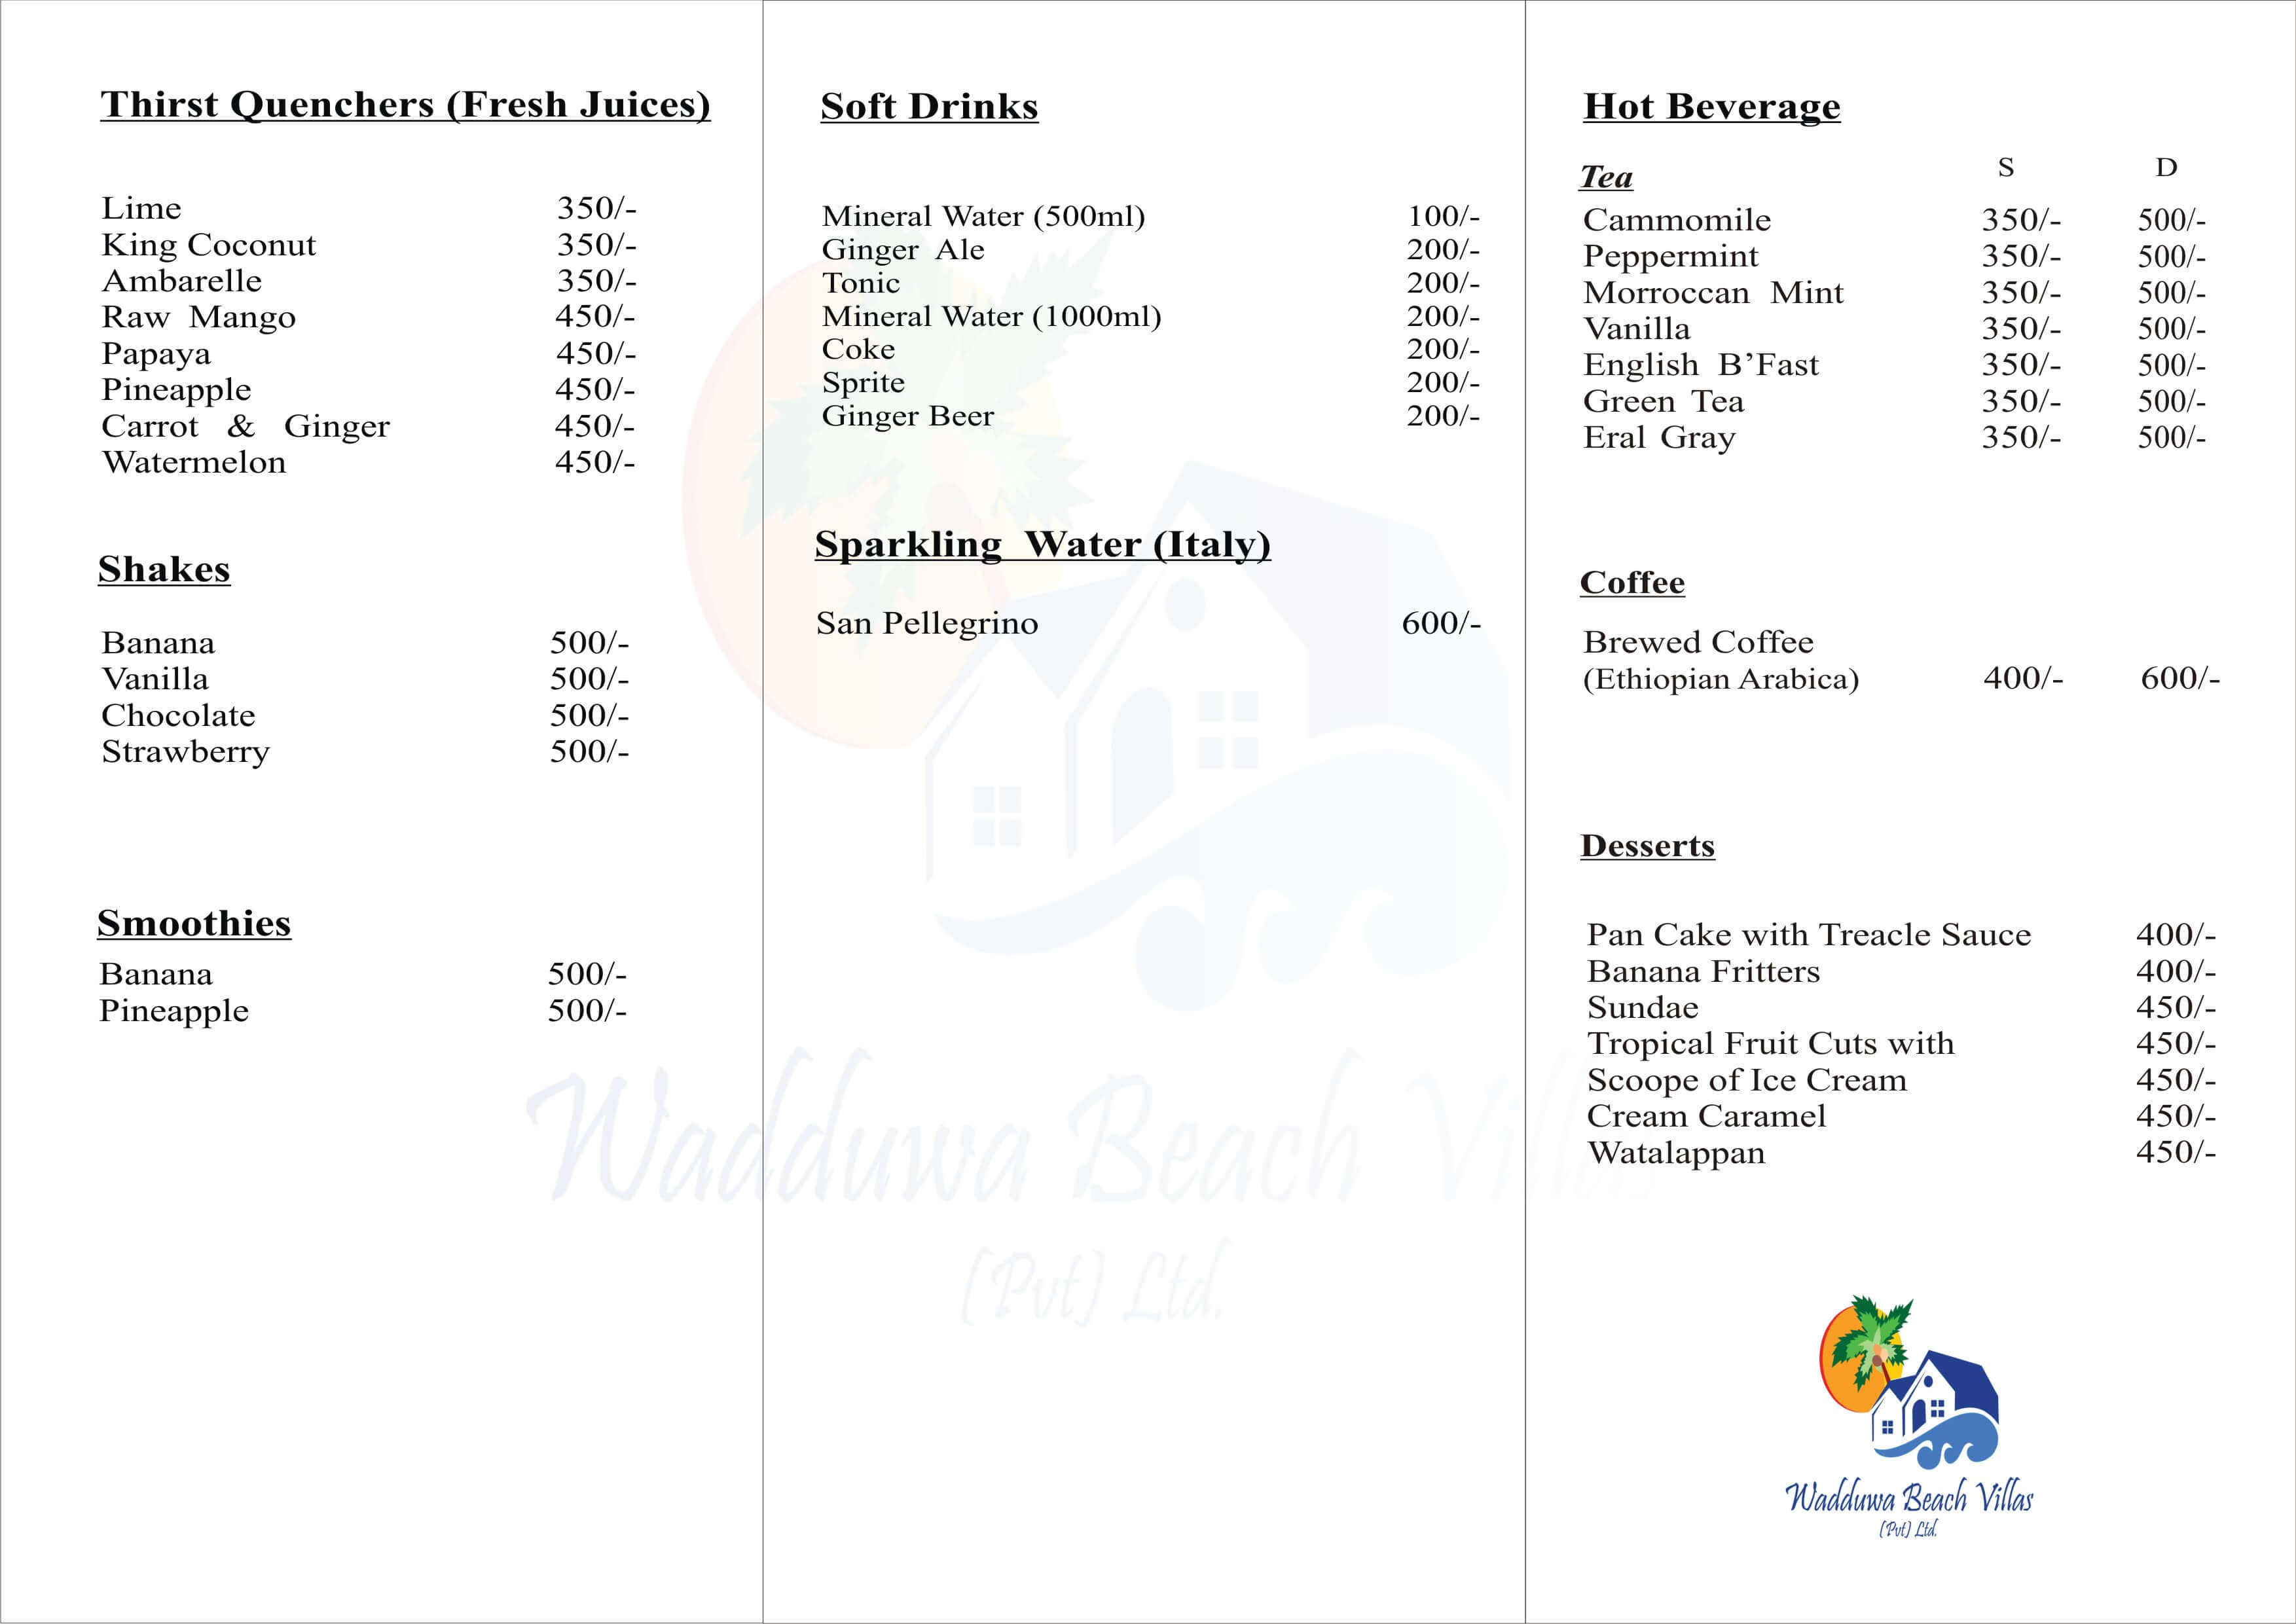 Thirst Quenchers (Fresh Juices)
Lime 350/-
King Coconut 350/-
Ambarelle 350/-
Raw Mango 450/-
Papaya 450/-
Pineapple 450/-
Carrot & Ginger 450/-
Watermelon 450/-
Shakes
Banana 500/-
Vanilla 500/-
Chocolate 500/-
Strawberry 500/-
Smoothies
Banana 500/-
Pineapple 500/-
Soft Drinks
Mineral Water (500ml) 100/-
Ginger Ale 200/-
Tonic 200/-
Mineral Water (1000ml) 200/-
Coke 200/-
Sprite 200/-
Ginger Beer 200/-
Sparkling Water (Italy)
San Pellegrino 600/-
Wadduwa Beach Villas
(Pvt) Ltd.
Hot Beverage
Tea S D
Cammomile 350/- 500/-
Peppermint 350/- 500/-
Morroccan Mint 350/- 500/-
Vanilla 350/- 500/-
English B’Fast 350/- 500/-
Green Tea 350/- 500/-
Eral Gray 350/- 500/-
Coffee
Brewed Coffee
(Ethiopian Arabica) 400/- 600/-
Desserts
Pan Cake with Treacle Sauce 400/-
Banana Fritters 400/-
Sundae 450/-
Tropical Fruit Cuts with 450/-
Scoope of Ice Cream 450/-
Cream Caramel 450/-
Watalappan 450/-
Wadduwa Beach Villas
(Pvt) Ltd.